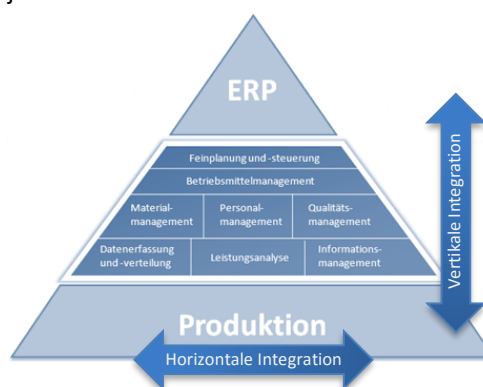 ERP
Feinplanung und -steuerung
Betriebsmittelmanagement
Material-
management
Personal-
management
Qualitäts-
management
Datenerfassung
und -verteilung
Leistungsanalyse
Informations-
management
Produktion
Horizontale Integration
Vertikale Integration